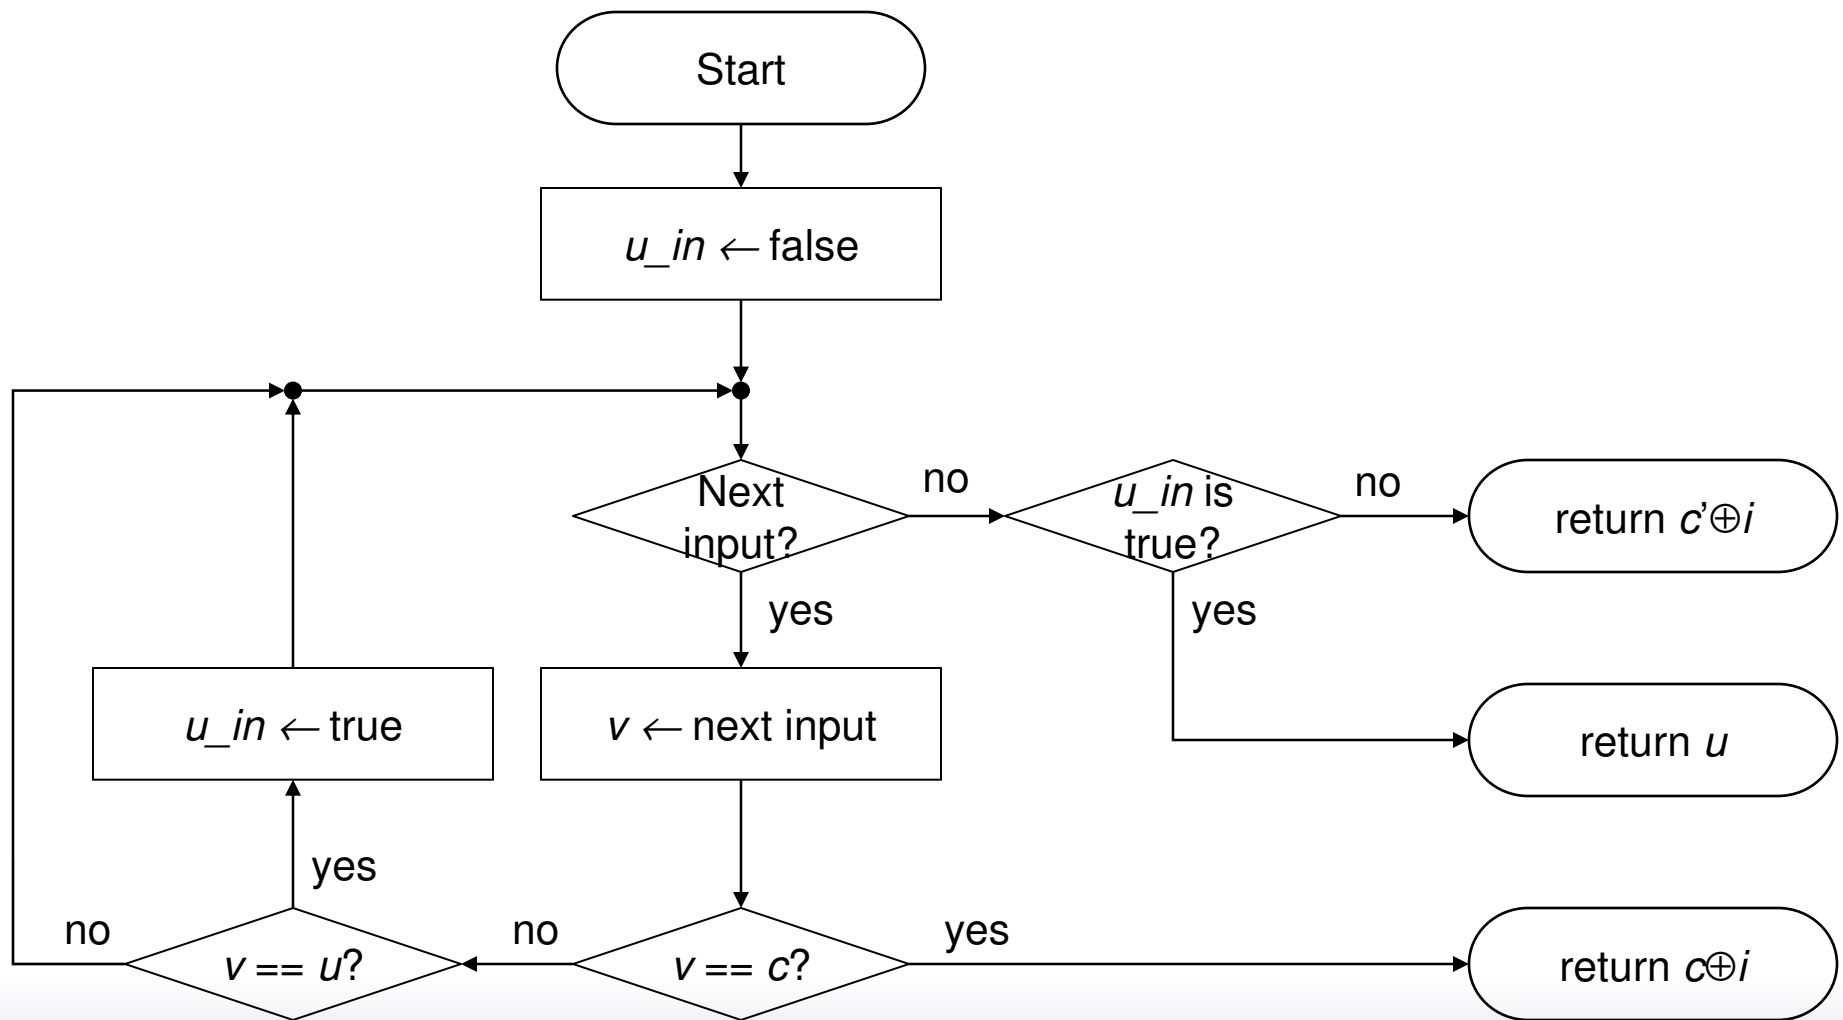 Start
u_in ← false
Next
input?
no
u_in is
true?
no
return c’⊕i
yes
yes
u_in ← true
v ← next input
return u
yes
no
v == u?
no
v == c?
yes
return c⊕i